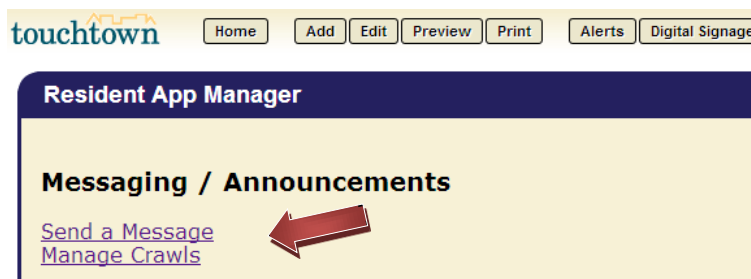 touchtown Home Add Edit Preview Print Alerts Digital Signage
Resident App Manager
Messaging / Announcements
Send a Message
Manage Crawls